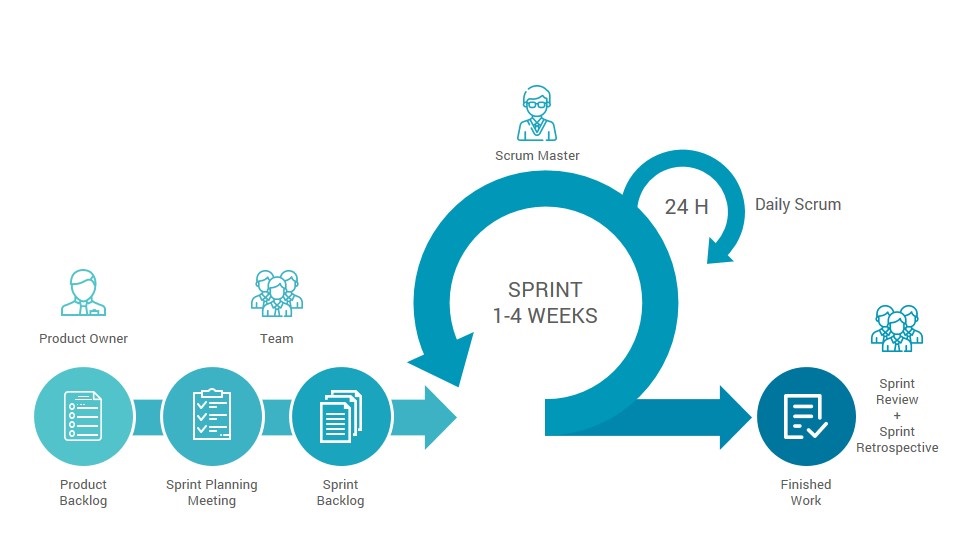 Scrum Master
24 H
Daily Scrum
SPRINT
1-4 WEEKS
Product Owner
Team
Sprint
Review
+
Sprint
Retrospective
Product
Backlog
Sprint Planning
Meeting
Sprint
Backlog
Finished
Work